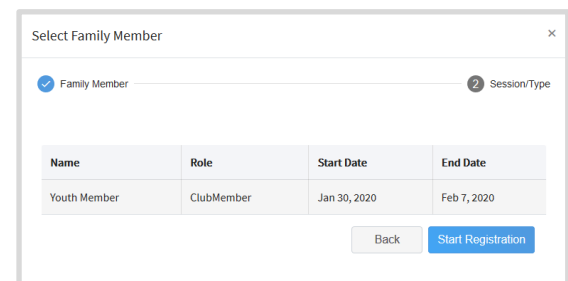 Select Family Member ×
Family Member 2 Session/Type
Name Role Start Date End Date
Youth Member ClubMember Jan 30, 2020 Feb 7, 2020
Back Start Registration